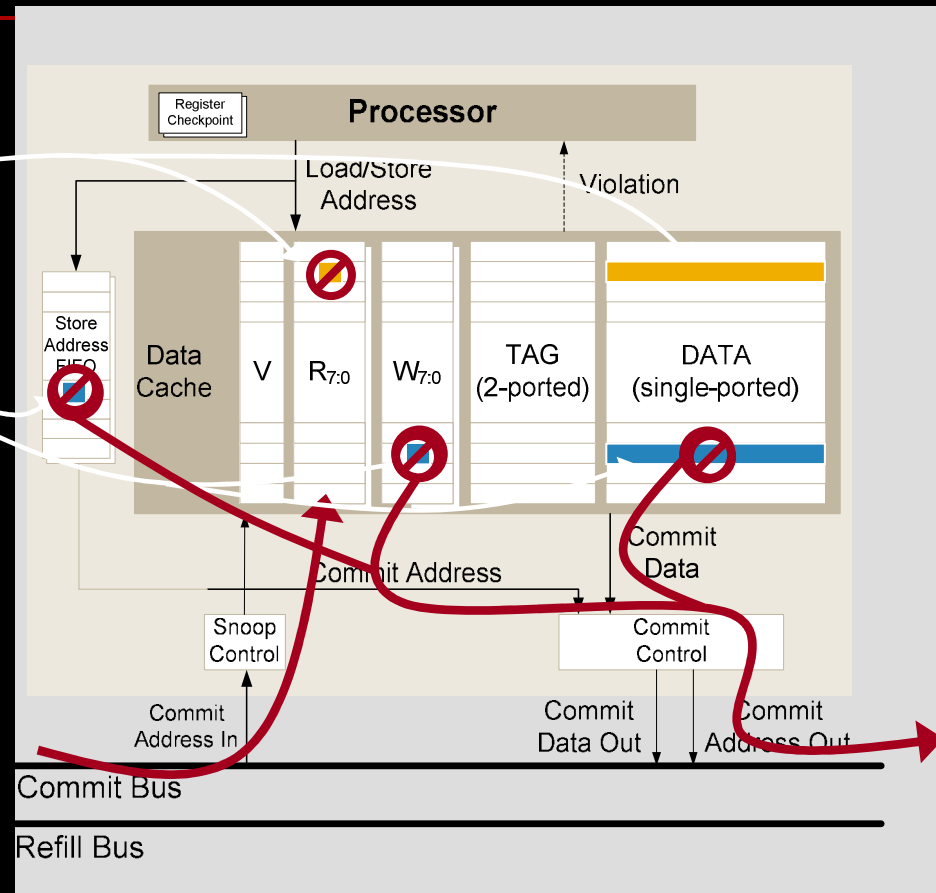 Register
Checkpoint
Processor
Load/Store
Address
Violation
Store
Address
FIFO
Data
Cache
V
R7:0
W7:0
TAG
(2-ported)
DATA
(single-ported)
Commit
Data
Commit Address
Snoop
Control
Commit
Control
Commit
Address In
Commit
Data Out
Commit
Address Out
Commit Bus
Refill Bus